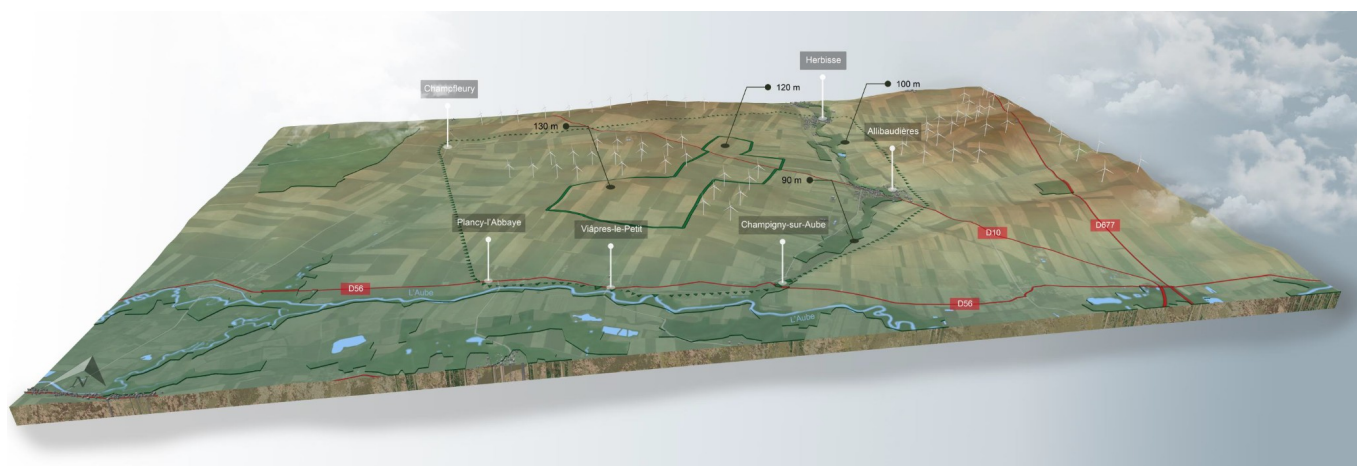 Herbisse
Champfleury
120 m
100 m
130 m
Allibaudières
90 m
Plancy-l'Abbaye
Viâpres-le-Petit
Champigny-sur-Aube
D677
D10
D56
L'Aube
D56
L'Aube
N